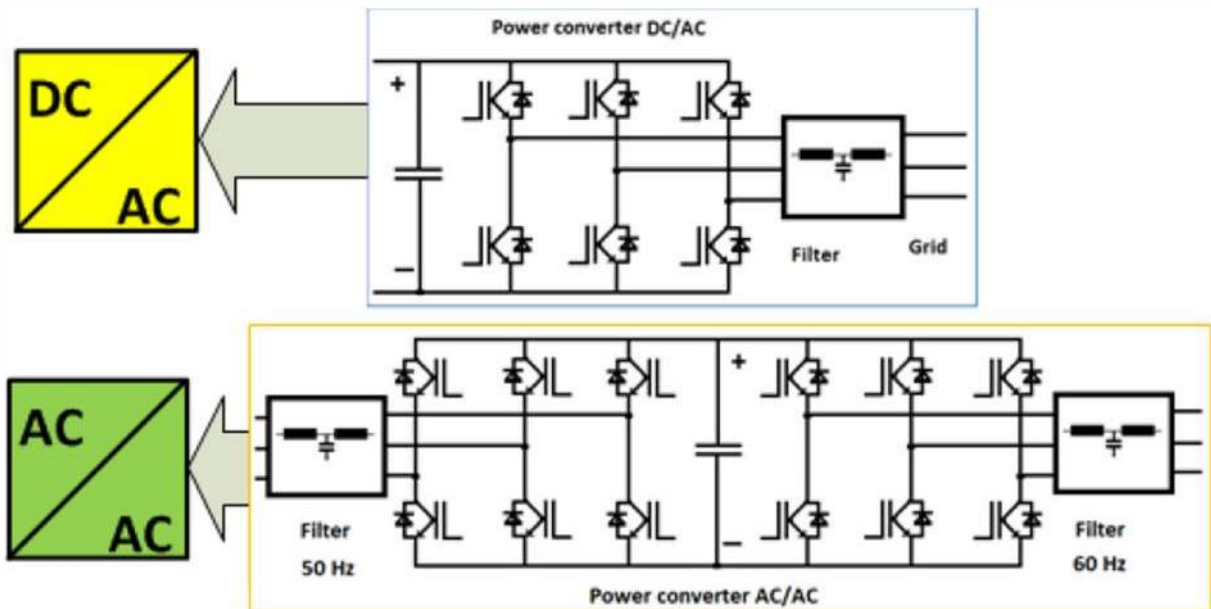 Power converter DC/AC
DC
AC
+
−
Filter
Grid
AC
AC
+
−
Filter
50 Hz
Filter
60 Hz
Power converter AC/AC